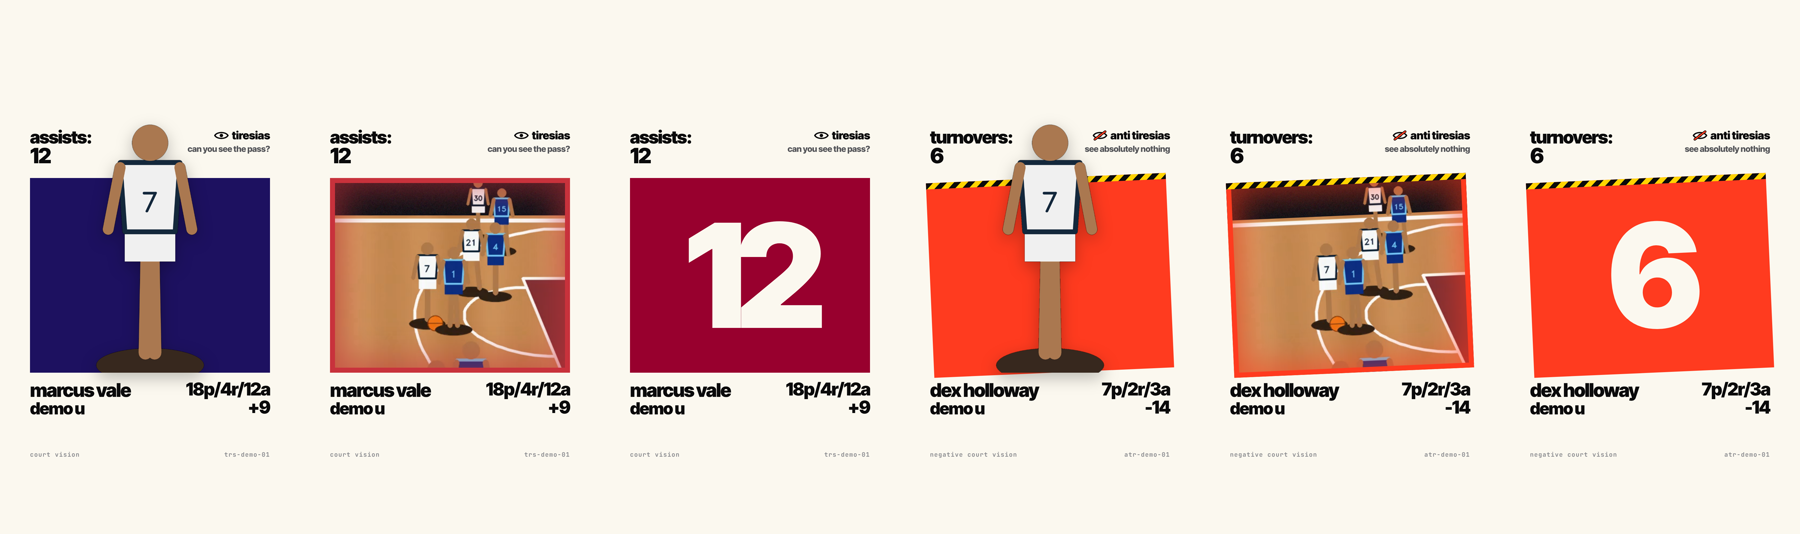 assists:
12
tiresias
can you see the pass?
7
marcus vale
demo u
18p/4r/12a
+9
court vision
trs-demo-01
assists:
12
tiresias
can you see the pass?
30
15
21
4
7
1
marcus vale
demo u
18p/4r/12a
+9
court vision
trs-demo-01
assists:
12
tiresias
can you see the pass?
12
marcus vale
demo u
18p/4r/12a
+9
court vision
trs-demo-01
turnovers:
6
anti tiresias
see absolutely nothing
7
dex holloway
demo u
7p/2r/3a
-14
negative court vision
atr-demo-01
turnovers:
6
anti tiresias
see absolutely nothing
30
15
21
4
7
1
dex holloway
demo u
7p/2r/3a
-14
negative court vision
atr-demo-01
turnovers:
6
anti tiresias
see absolutely nothing
6
dex holloway
demo u
7p/2r/3a
-14
negative court vision
atr-demo-01